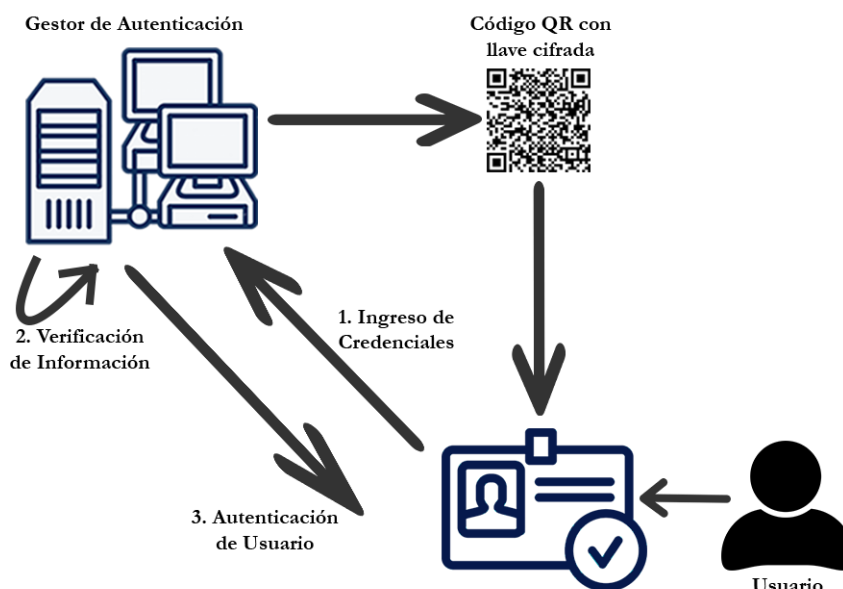 Gestor de Autenticación
Código QR con
llave cifrada
1. Ingreso de
Credenciales
2. Verificación
de Información
3. Autenticación
de Usuario
Usuario